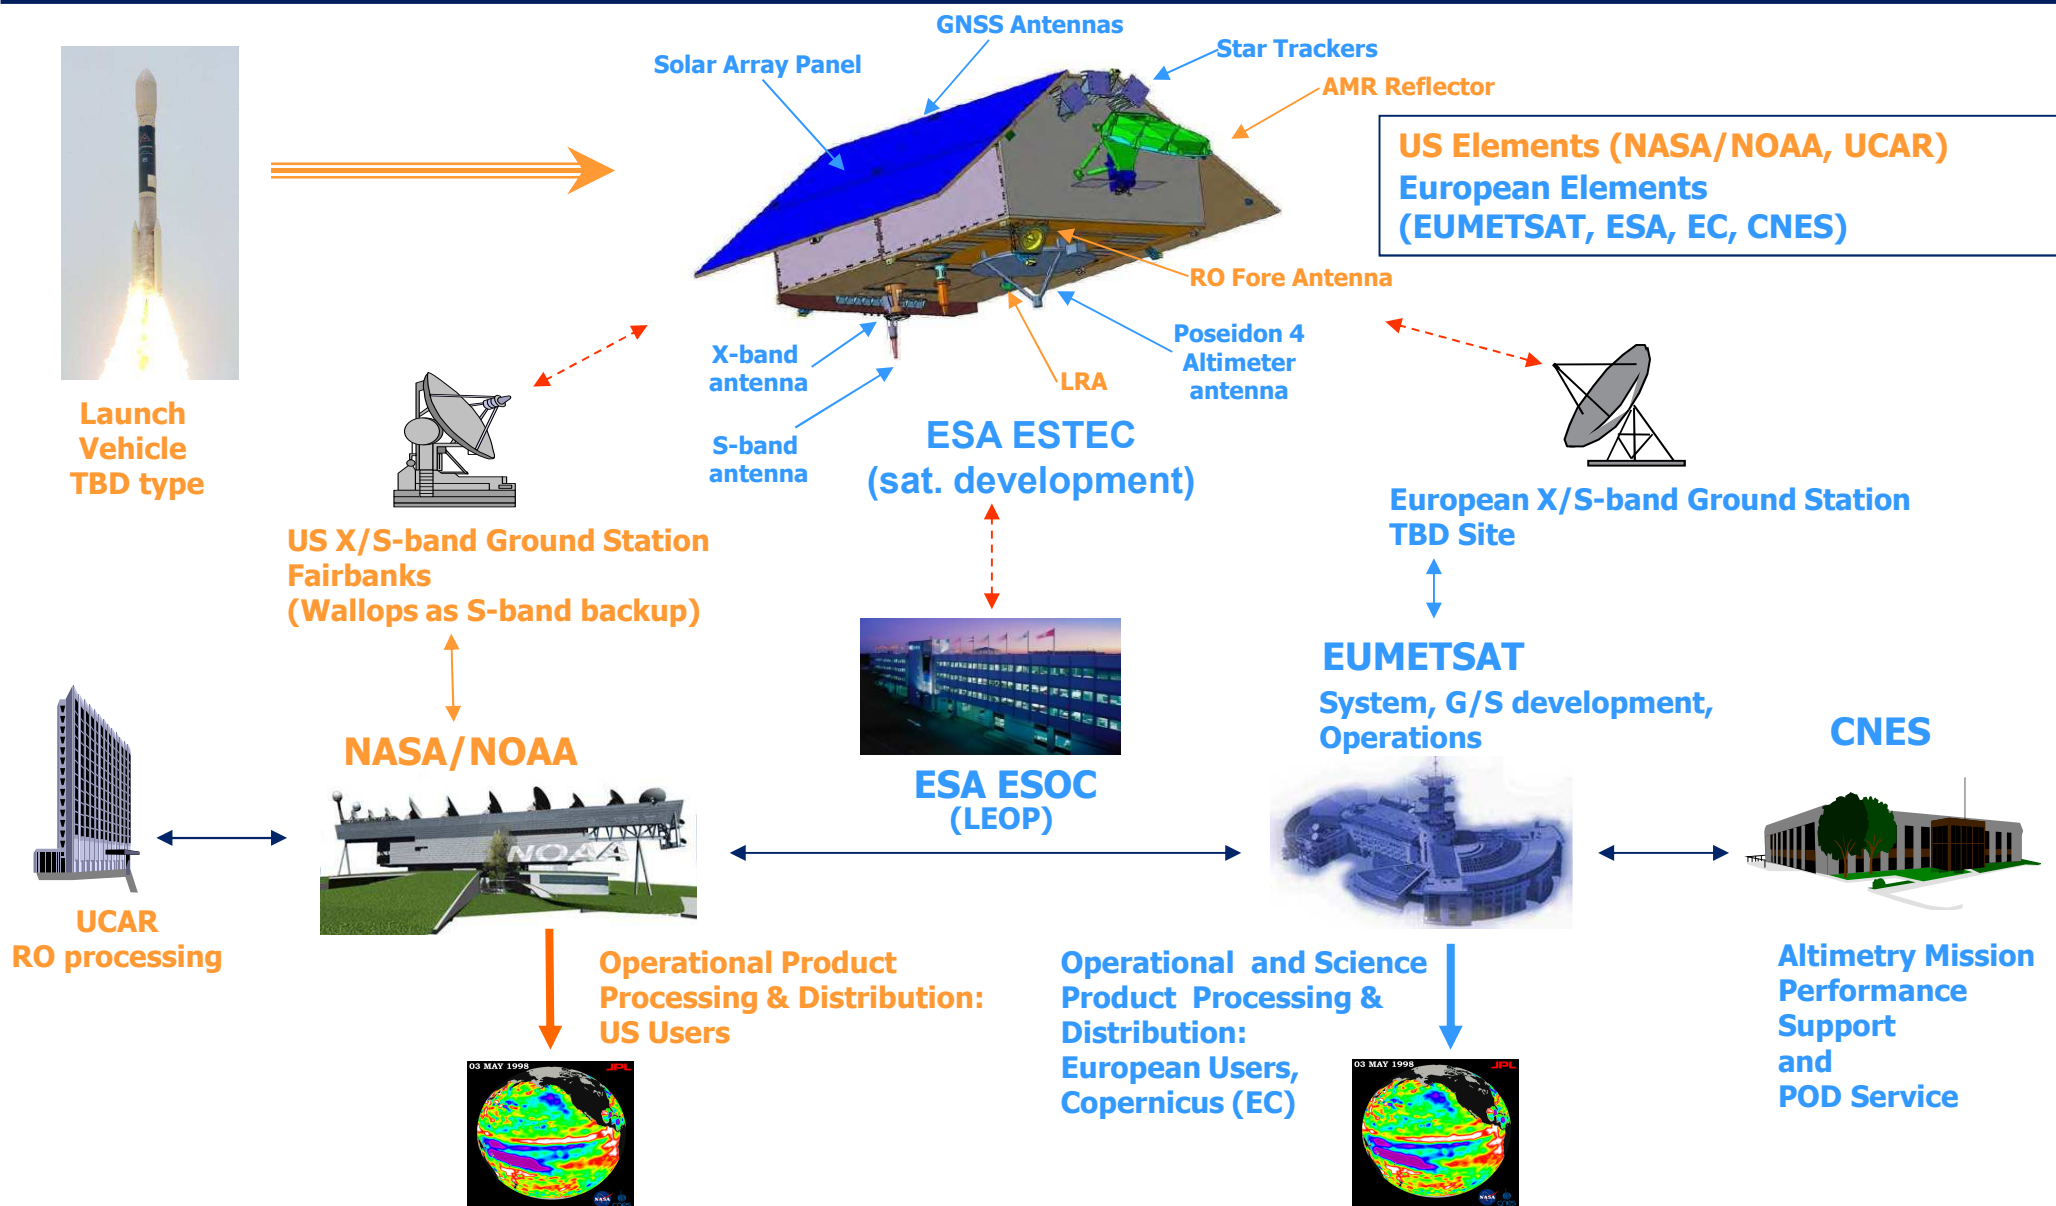 GNSS Antennas
Solar Array Panel
Star Trackers
AMR Reflector
US Elements (NASA/NOAA, UCAR)
European Elements
(EUMETSAT, ESA, EC, CNES)
RO Fore Antenna
X-band
antenna
Poseidon 4
Altimeter
antenna
LRA
S-band
antenna
Launch
Vehicle
TBD type
ESA ESTEC
(sat. development)
US X/S-band Ground Station
Fairbanks
(Wallops as S-band backup)
European X/S-band Ground Station
TBD Site
EUMETSAT
System, G/S development,
Operations
NASA/NOAA
CNES
ESA ESOC
(LEOP)
NOAA
UCAR
RO processing
Operational Product
Processing & Distribution:
US Users
Operational and Science
Product Processing &
Distribution:
European Users,
Copernicus (EC)
Altimetry Mission
Performance
Support
and
POD Service
03 MAY 1998
JPL
NASA
cnes
03 MAY 1998
JPL
NASA
cnes